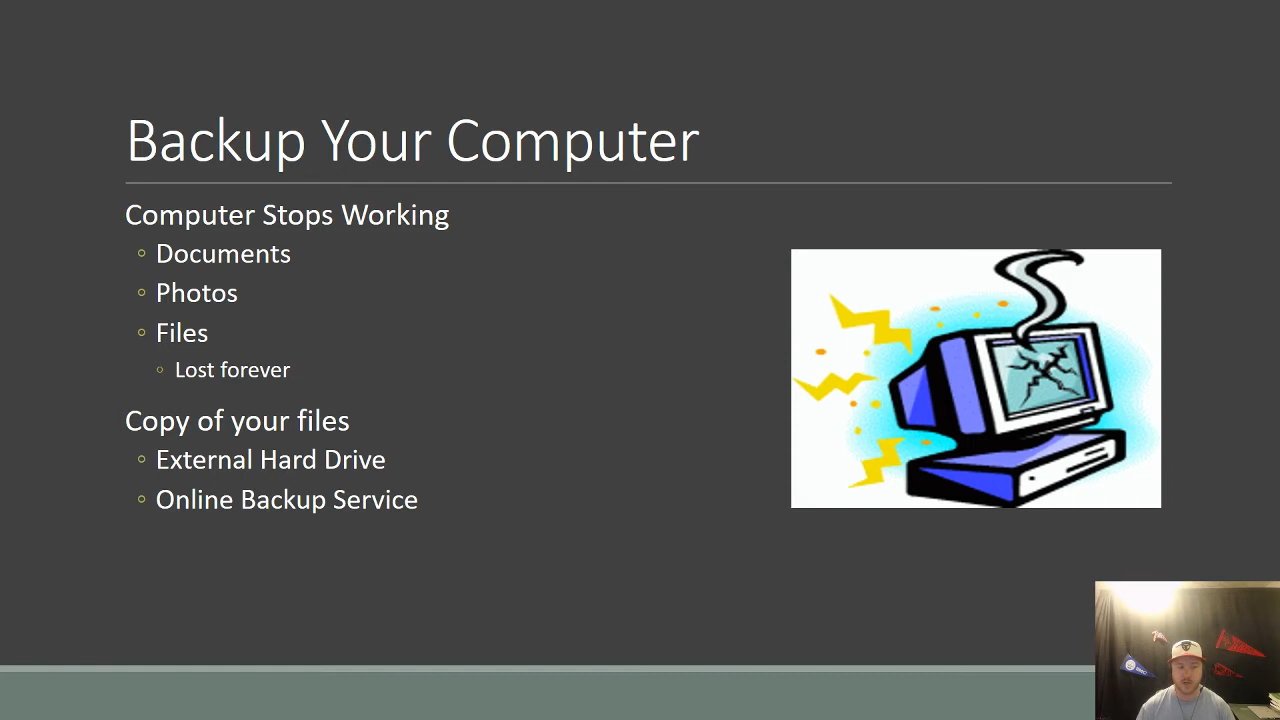 Backup Your Computer
Computer Stops Working
◦ Documents
◦ Photos
◦ Files
◦ Lost forever
Copy of your files
◦ External Hard Drive
◦ Online Backup Service